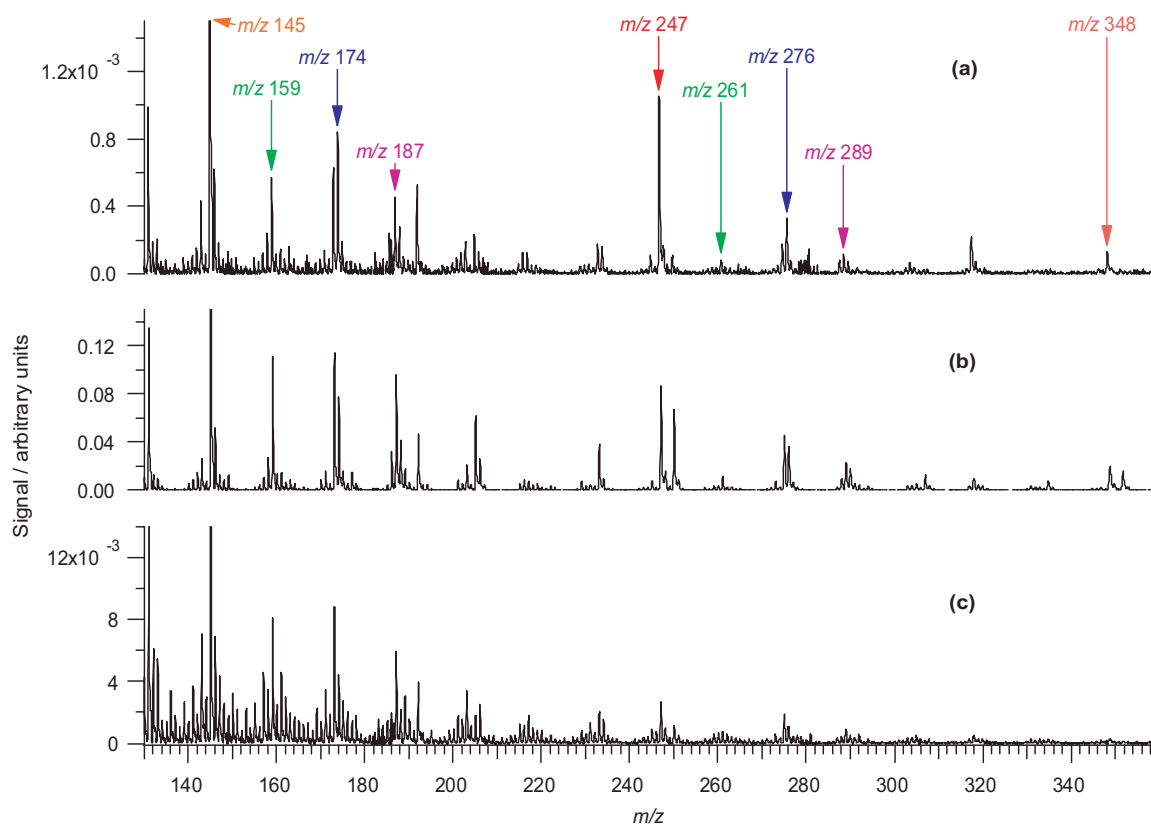 m/z 145
m/z 247
m/z 348
m/z 174
m/z 276
(a)
1.2x10 -3
m/z 159
m/z 261
0.8
m/z 187
m/z 289
0.4
0.0
(b)
0.12
0.08
0.04
0.00
Signal / arbitrary units
12x10 -3
(c)
8
4
0
140 160 180 200 220 240 260 280 300 320 340
m/z